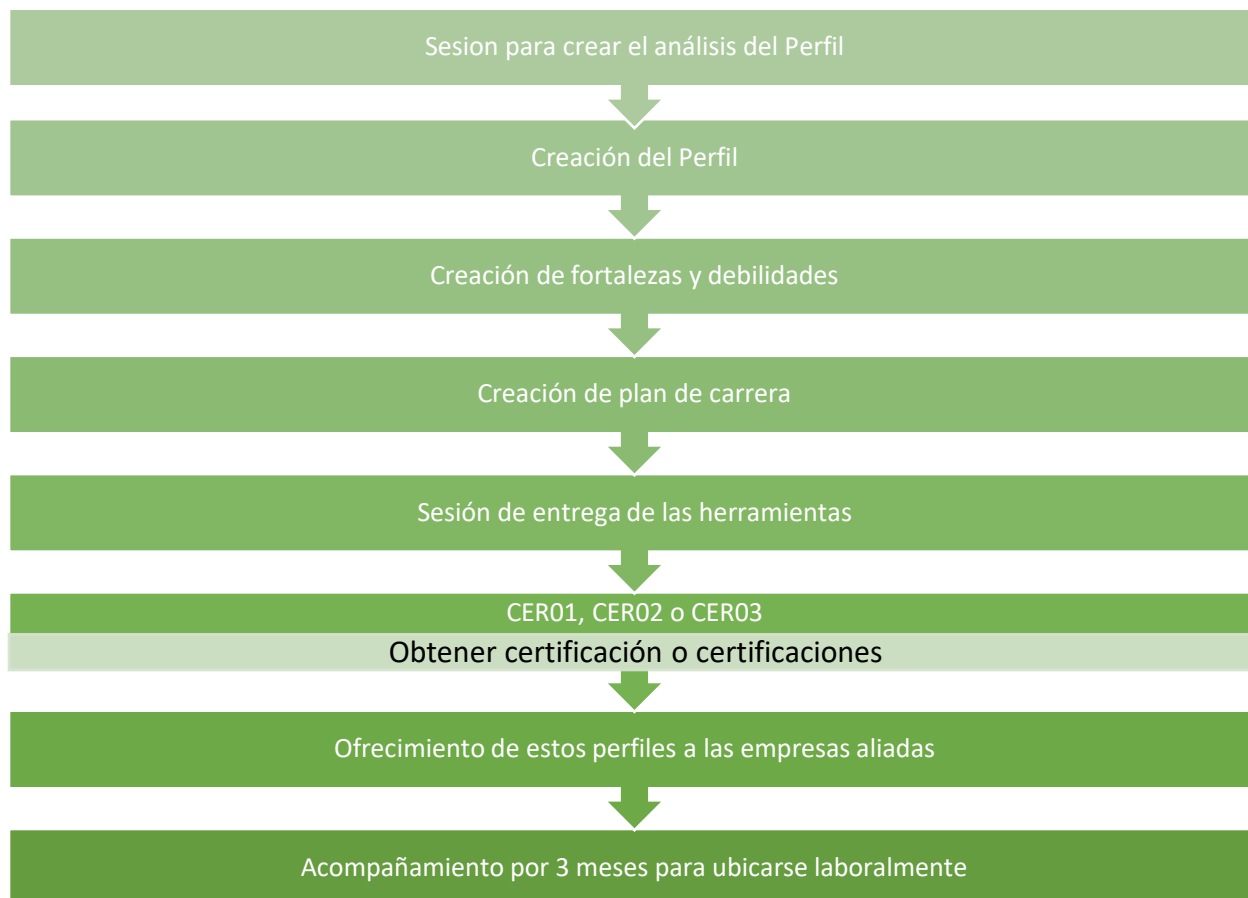 Sesion para crear el análisis del Perfil
Creación del Perfil
Creación de fortalezas y debilidades
Creación de plan de carrera
Sesión de entrega de las herramientas
CER01, CER02 o CER03
Obtener certificación o certificaciones
Ofrecimiento de estos perfiles a las empresas aliadas
Acompañamiento por 3 meses para ubicarse laboralmente